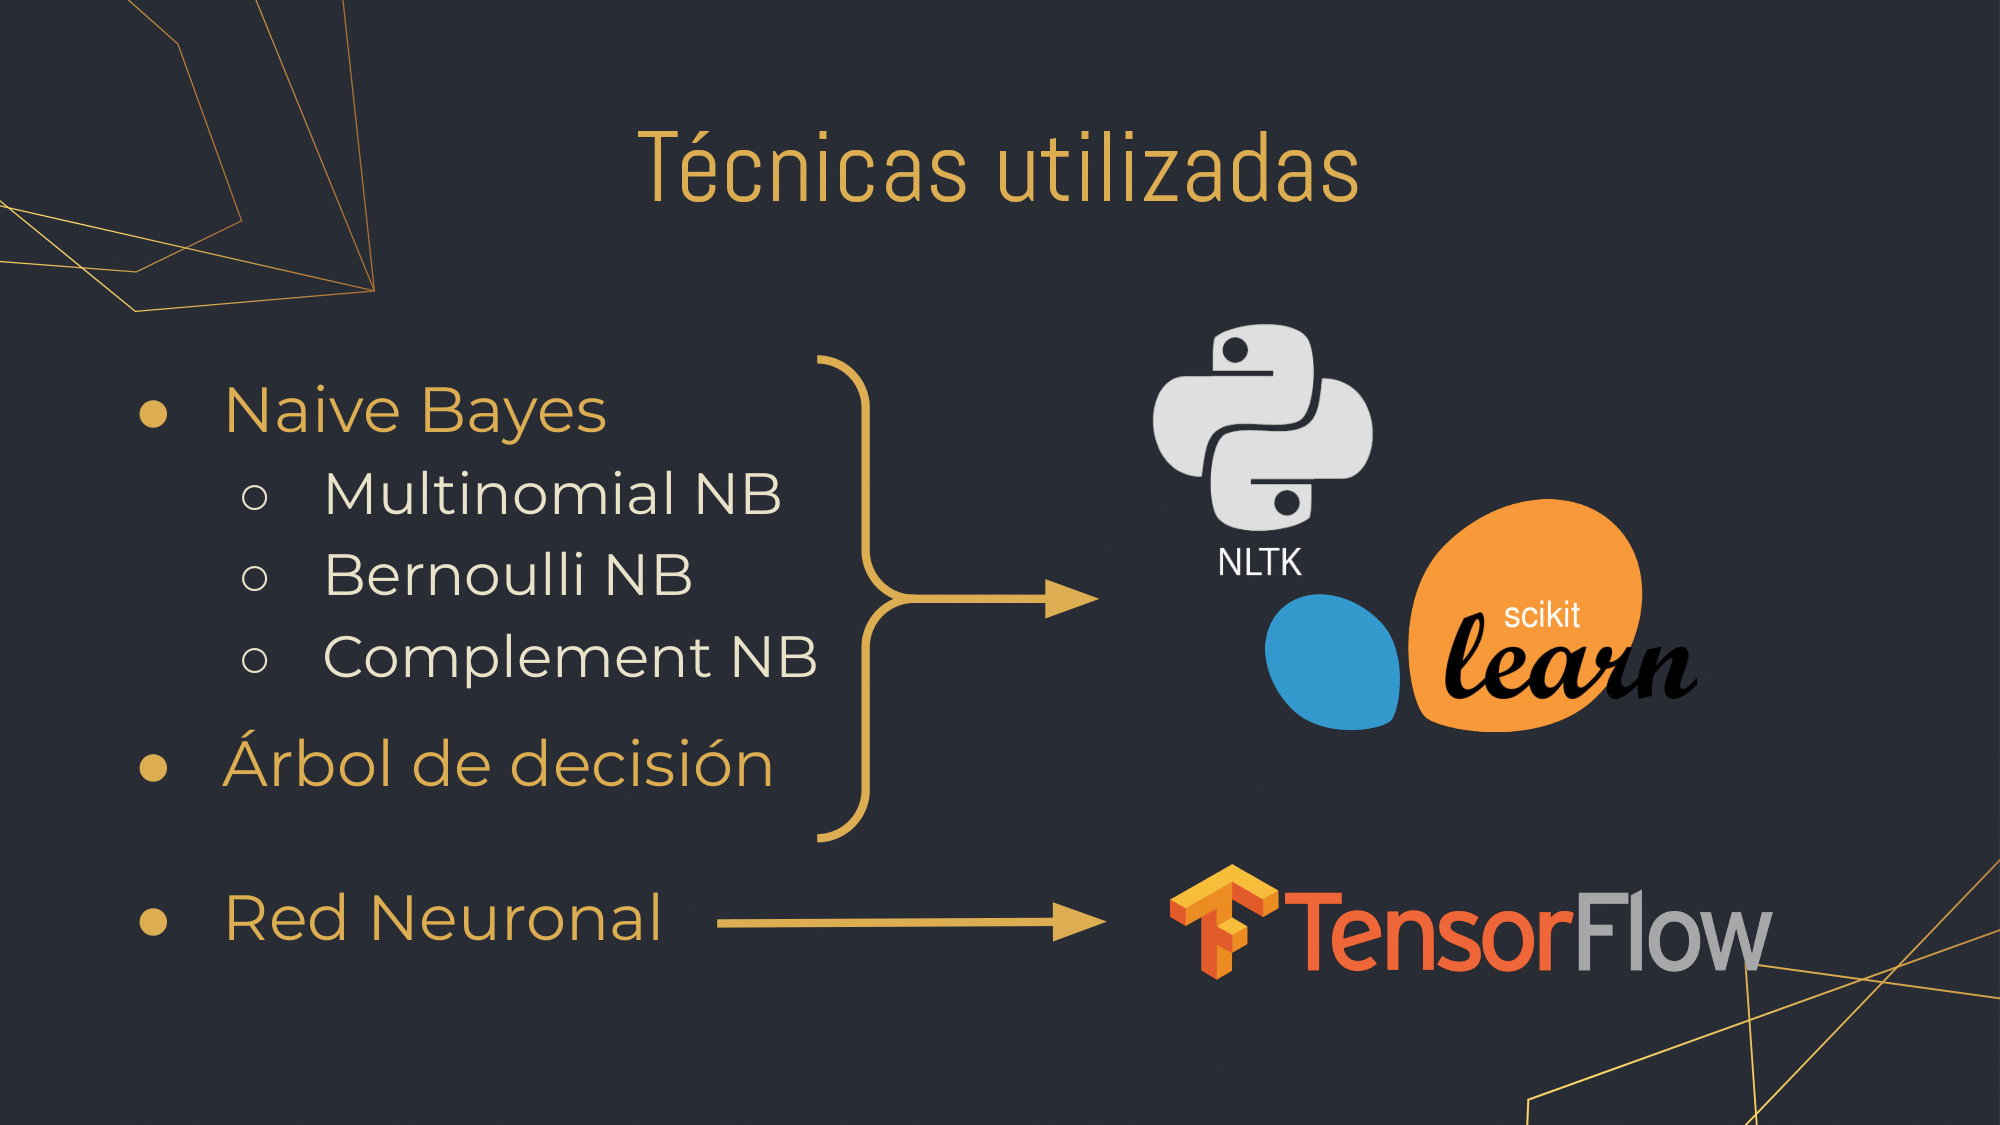 Técnicas utilizadas
● Naive Bayes
○ Multinomial NB
○ Bernoulli NB
○ Complement NB
● Árbol de decisión
● Red Neuronal
NLTK
scikit
learn
TensorFlow